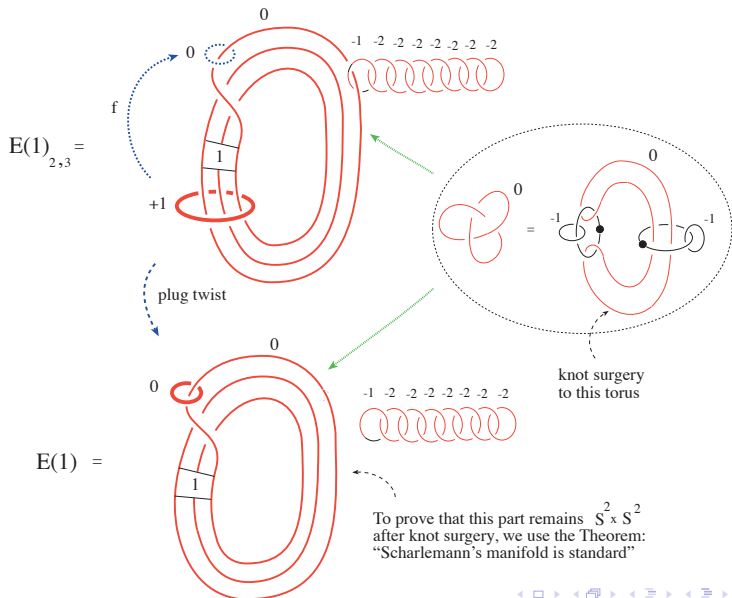 0
0
-1 -2 -2 -2 -2 -2 -2 -2
f
E(1)₂,₃ =
1
+1
0
0
-1
=
-1
plug twist
knot surgery
to this torus
0
0
-1 -2 -2 -2 -2 -2 -2 -2
E(1) =
1
To prove that this part remains S² x S²
after knot surgery, we use the Theorem:
“Scharlemann’s manifold is standard”